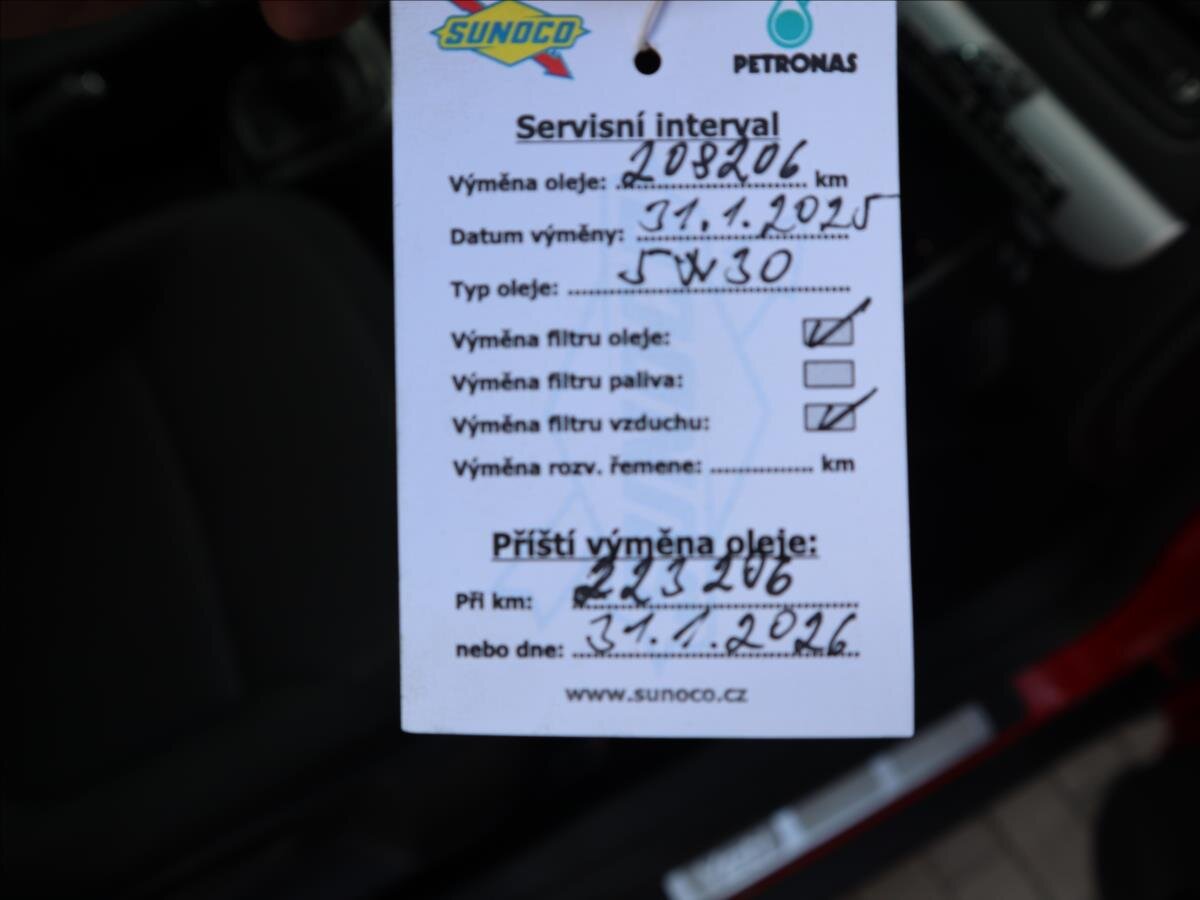 SUNOCO
PETRONAS
Servisní interval
Výměna oleje: 208206 km
Datum výměny: 31.1.2025
Typ oleje: 5W30
Výměna filtru oleje:
Výměna filtru paliva:
Výměna filtru vzduchu:
Výměna rozv. řemene: ............... km
Příští výměna oleje:
Při km: 223206
nebo dne: 31.1.2026
www.sunoco.cz